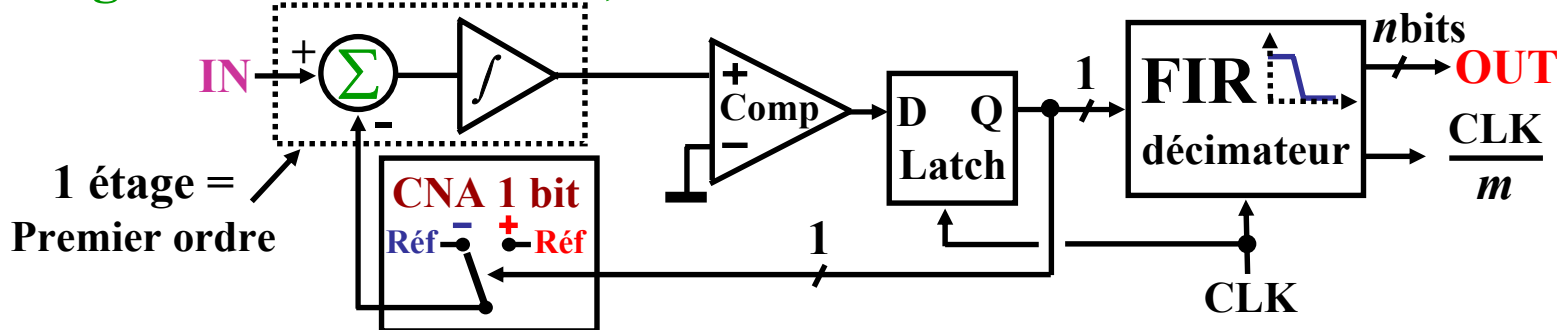 IN
+
Σ
-
∫
1 étage =
Premier ordre
CNA 1 bit
- +
Réf Réf
+
Comp
−
D Q
Latch
1
1
FIR
décimateur
nbits
OUT
CLK
m
CLK